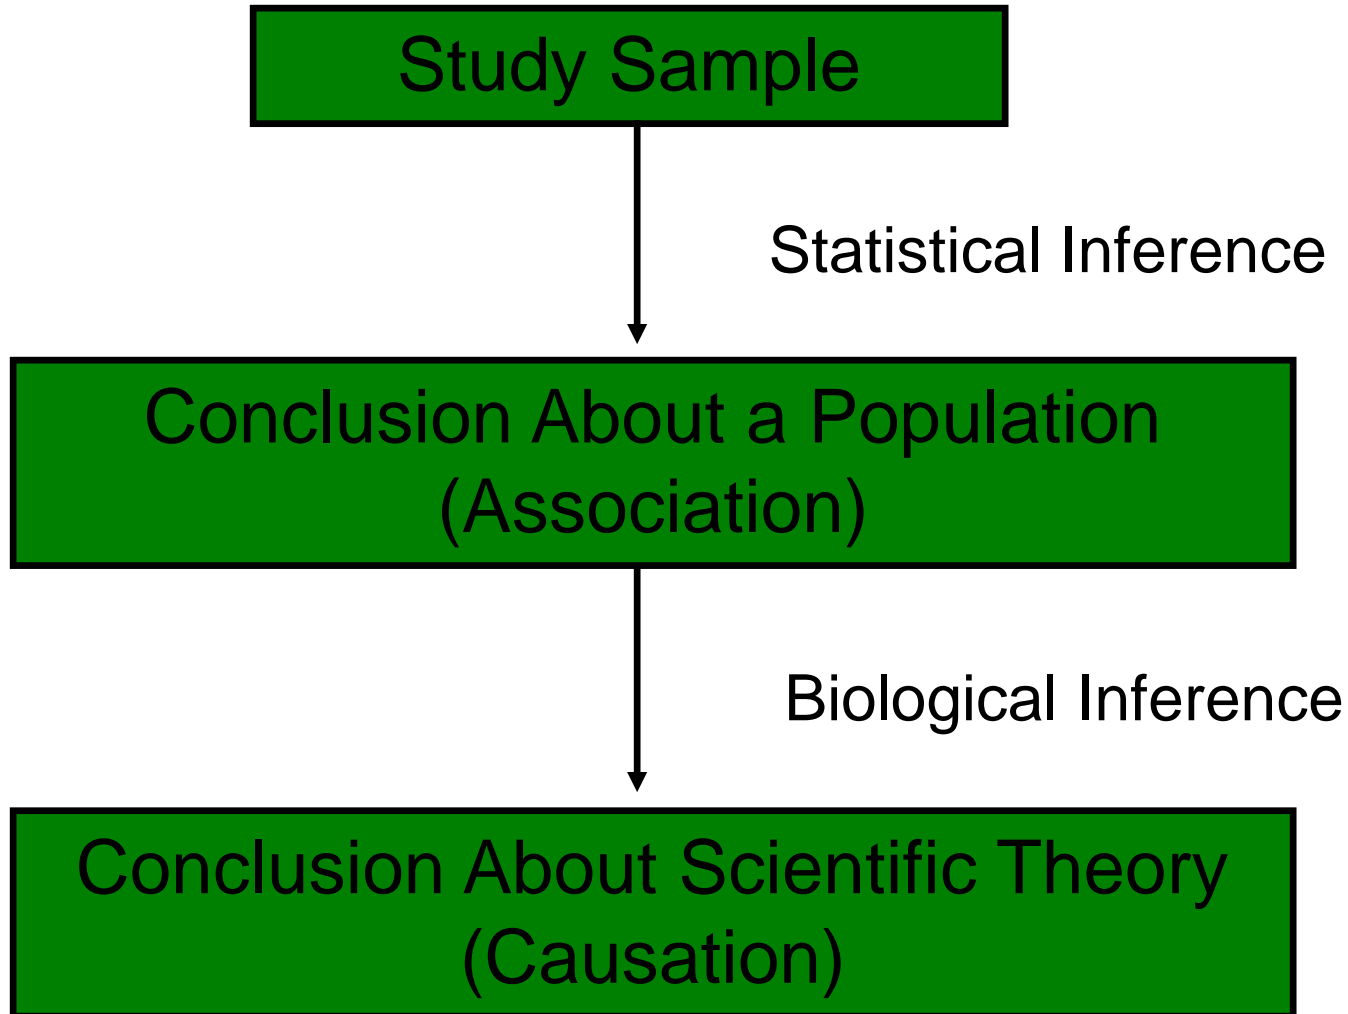 Study Sample
Statistical Inference
Conclusion About a Population
(Association)
Biological Inference
Conclusion About Scientific Theory
(Causation)